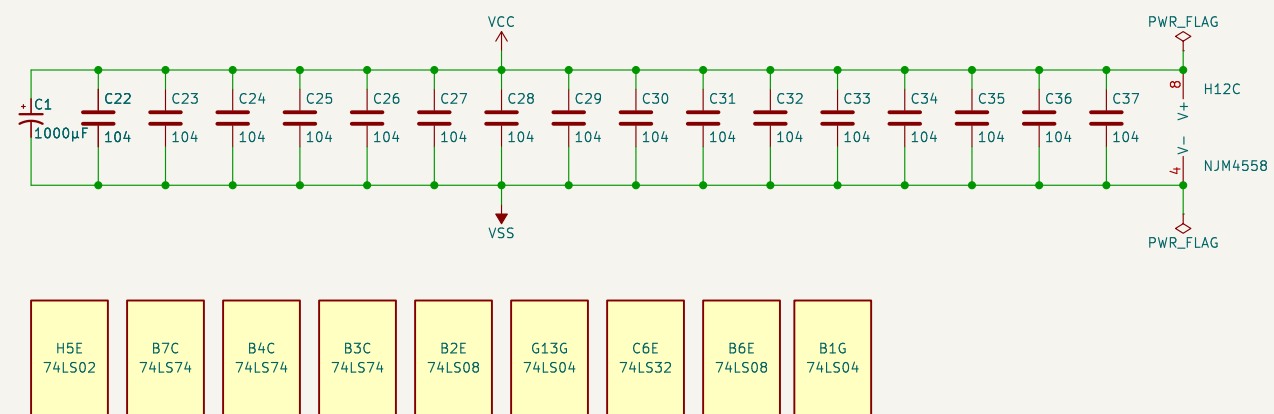 VCC
PWR_FLAG
+ C1
1000µF
C22
104
C23
104
C24
104
C25
104
C26
104
C27
104
C28
104
C29
104
C30
104
C31
104
C32
104
C33
104
C34
104
C35
104
C36
104
C37
104
8
V+
H12C
V-
4
NJM4558
VSS
PWR_FLAG
H5E
74LS02
B7C
74LS74
B4C
74LS74
B3C
74LS74
B2E
74LS08
G13G
74LS04
C6E
74LS32
B6E
74LS08
B1G
74LS04